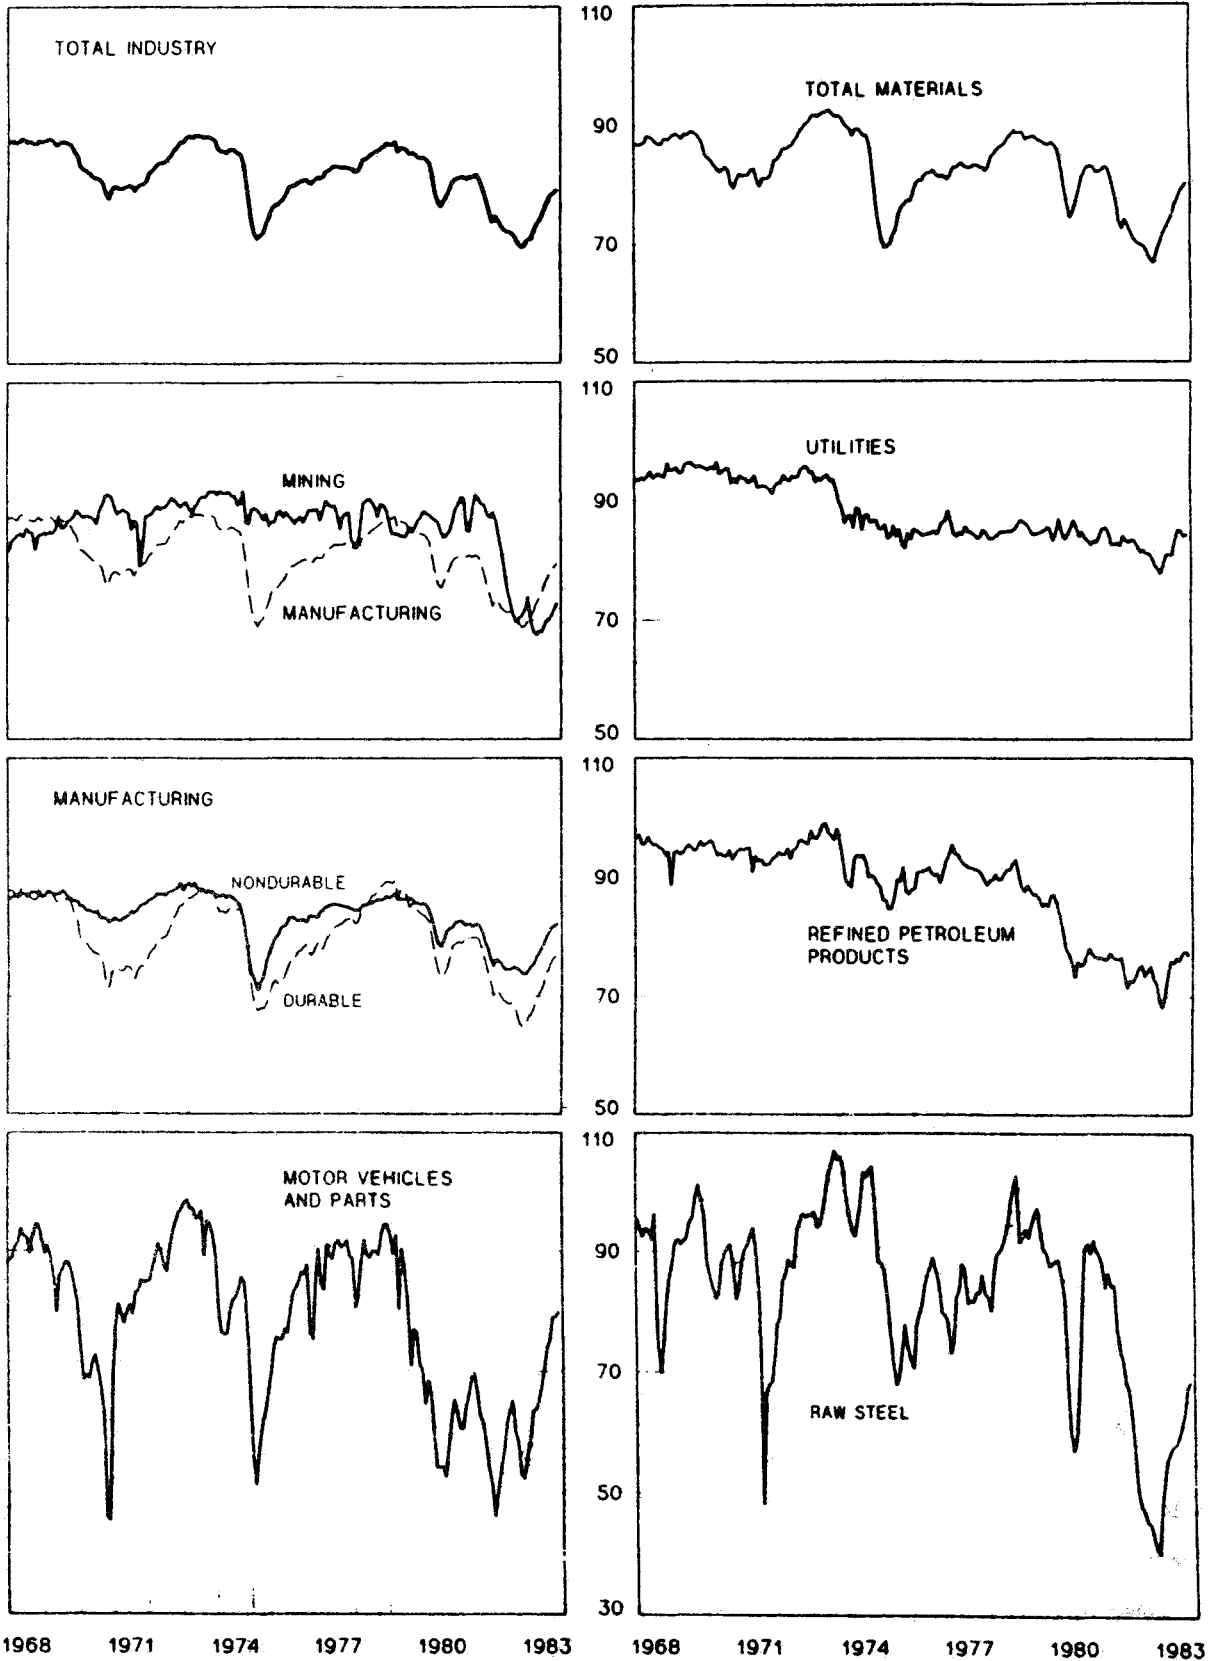 TOTAL INDUSTRY
110
TOTAL MATERIALS
90
70
50
MINING
MANUFACTURING
110
UTILITIES
90
70
50
MANUFACTURING
NONDURABLE
DURABLE
110
90
REFINED PETROLEUM
PRODUCTS
70
50
MOTOR VEHICLES
AND PARTS
110
90
70
RAW STEEL
50
30
1968 1971 1974 1977 1980 1983
1968 1971 1974 1977 1980 1983